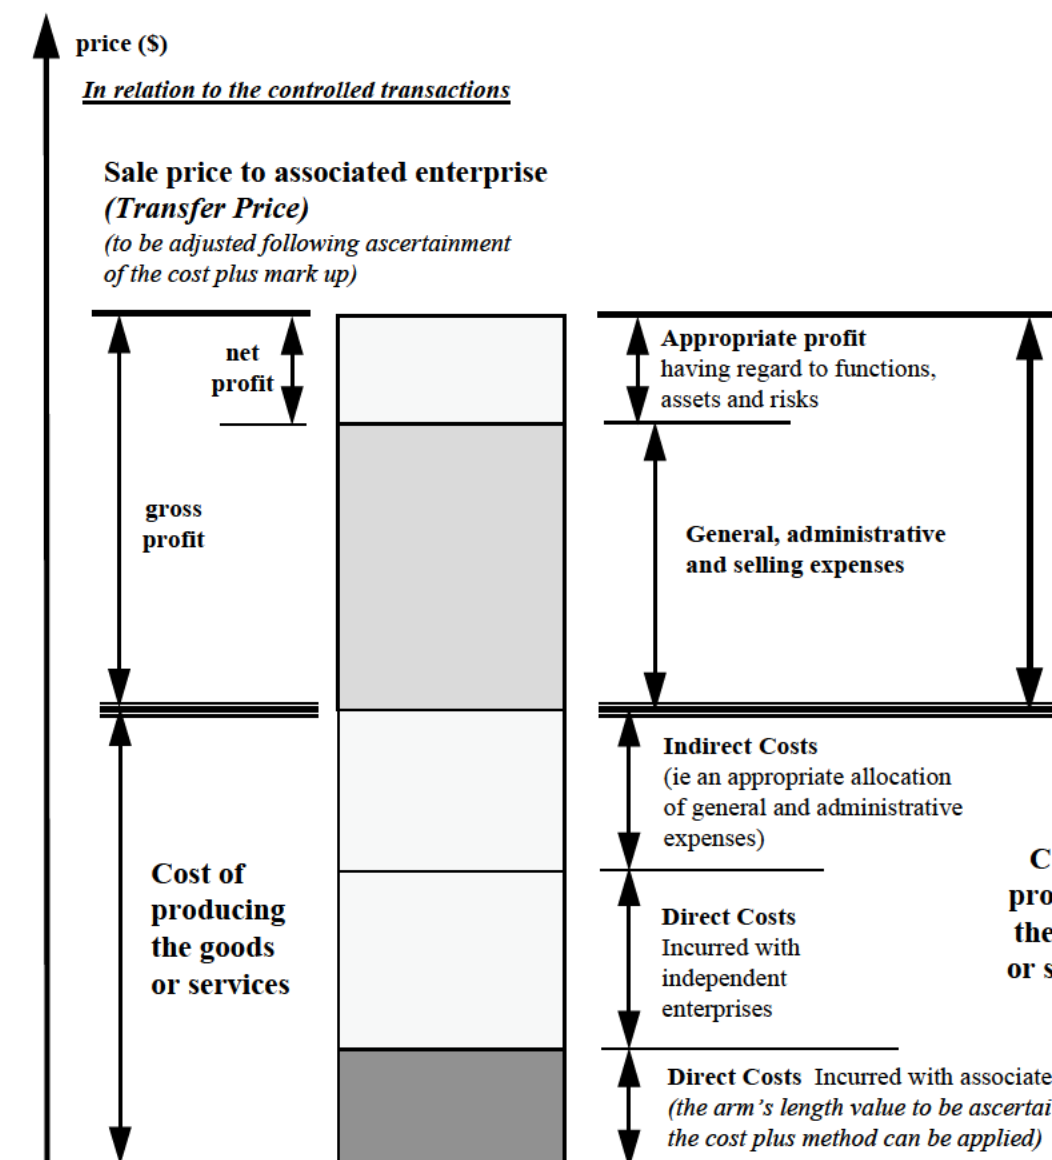 price ($)
In relation to the controlled transactions
Sale price to associated enterprise
(Transfer Price)
(to be adjusted following ascertainment
of the cost plus mark up)
net
profit
gross
profit
Appropriate profit
having regard to functions,
assets and risks
General, administrative
and selling expenses
Cost of
producing
the goods
or services
Indirect Costs
(ie an appropriate allocation
of general and administrative
expenses)
Direct Costs
Incurred with
independent
enterprises
Direct Costs Incurred with associate
(the arm's length value to be ascertai
the cost plus method can be applied)
C
pro
the
or s